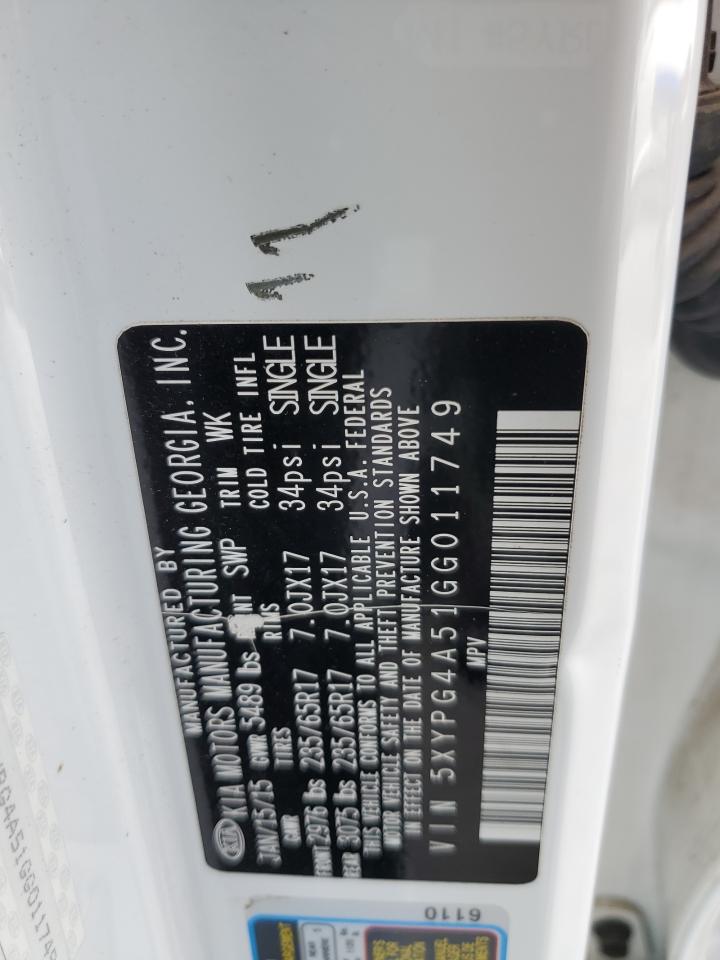 MANUFACTURED BY
KIA KIA MOTORS MANUFACTURING GEORGIA, INC.
JAN/15/15 GWR 5489 lbs PAINT SWP TRIM WK
GAWR TIRES RIMS COLD TIRE INFL
FRONT 2976 lbs 235/65R17 7.0JX17 34psi SINGLE
REAR 3075 lbs 235/65R17 7.0JX17 34psi SINGLE
THIS VEHICLE CONFORMS TO ALL APPLICABLE U.S.A. FEDERAL
MOTOR VEHICLE SAFETY AND THEFT PREVENTION STANDARDS
IN EFFECT ON THE DATE OF MANUFACTURE SHOWN ABOVE
VIN 5XYPG4A51GG011749
MPV
6110